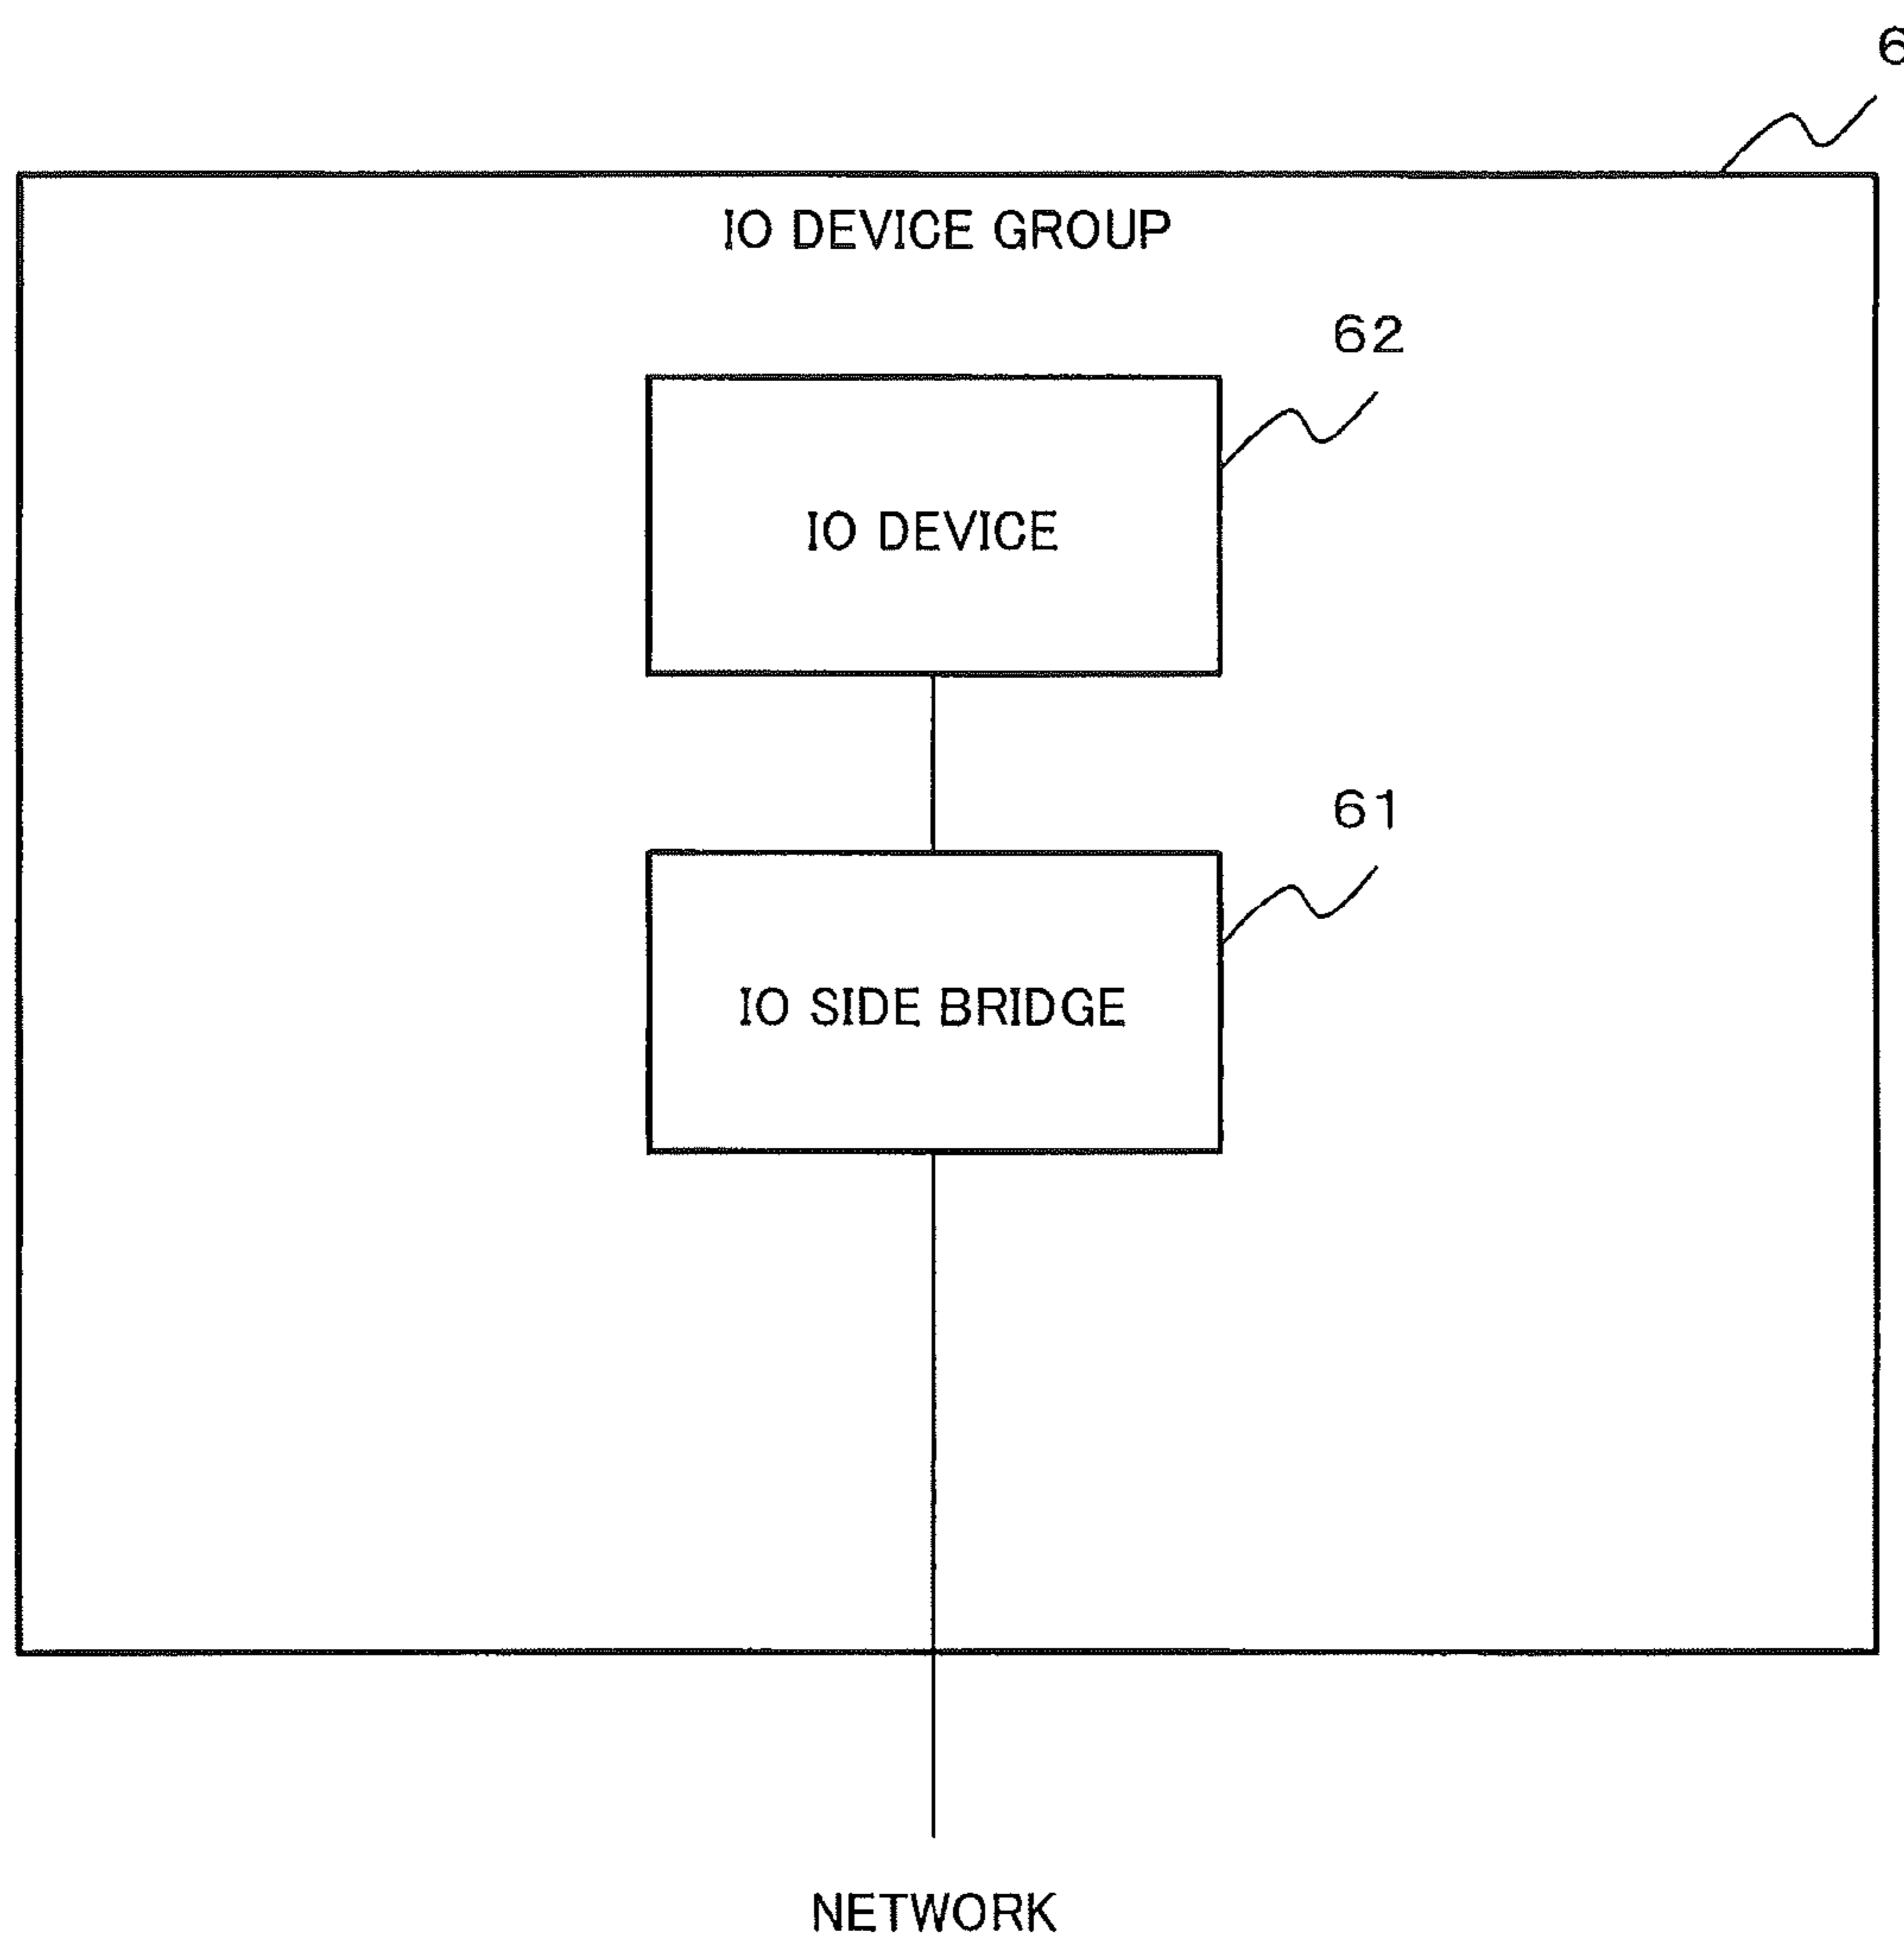 6
IO DEVICE GROUP
62
IO DEVICE
61
IO SIDE BRIDGE
NETWORK